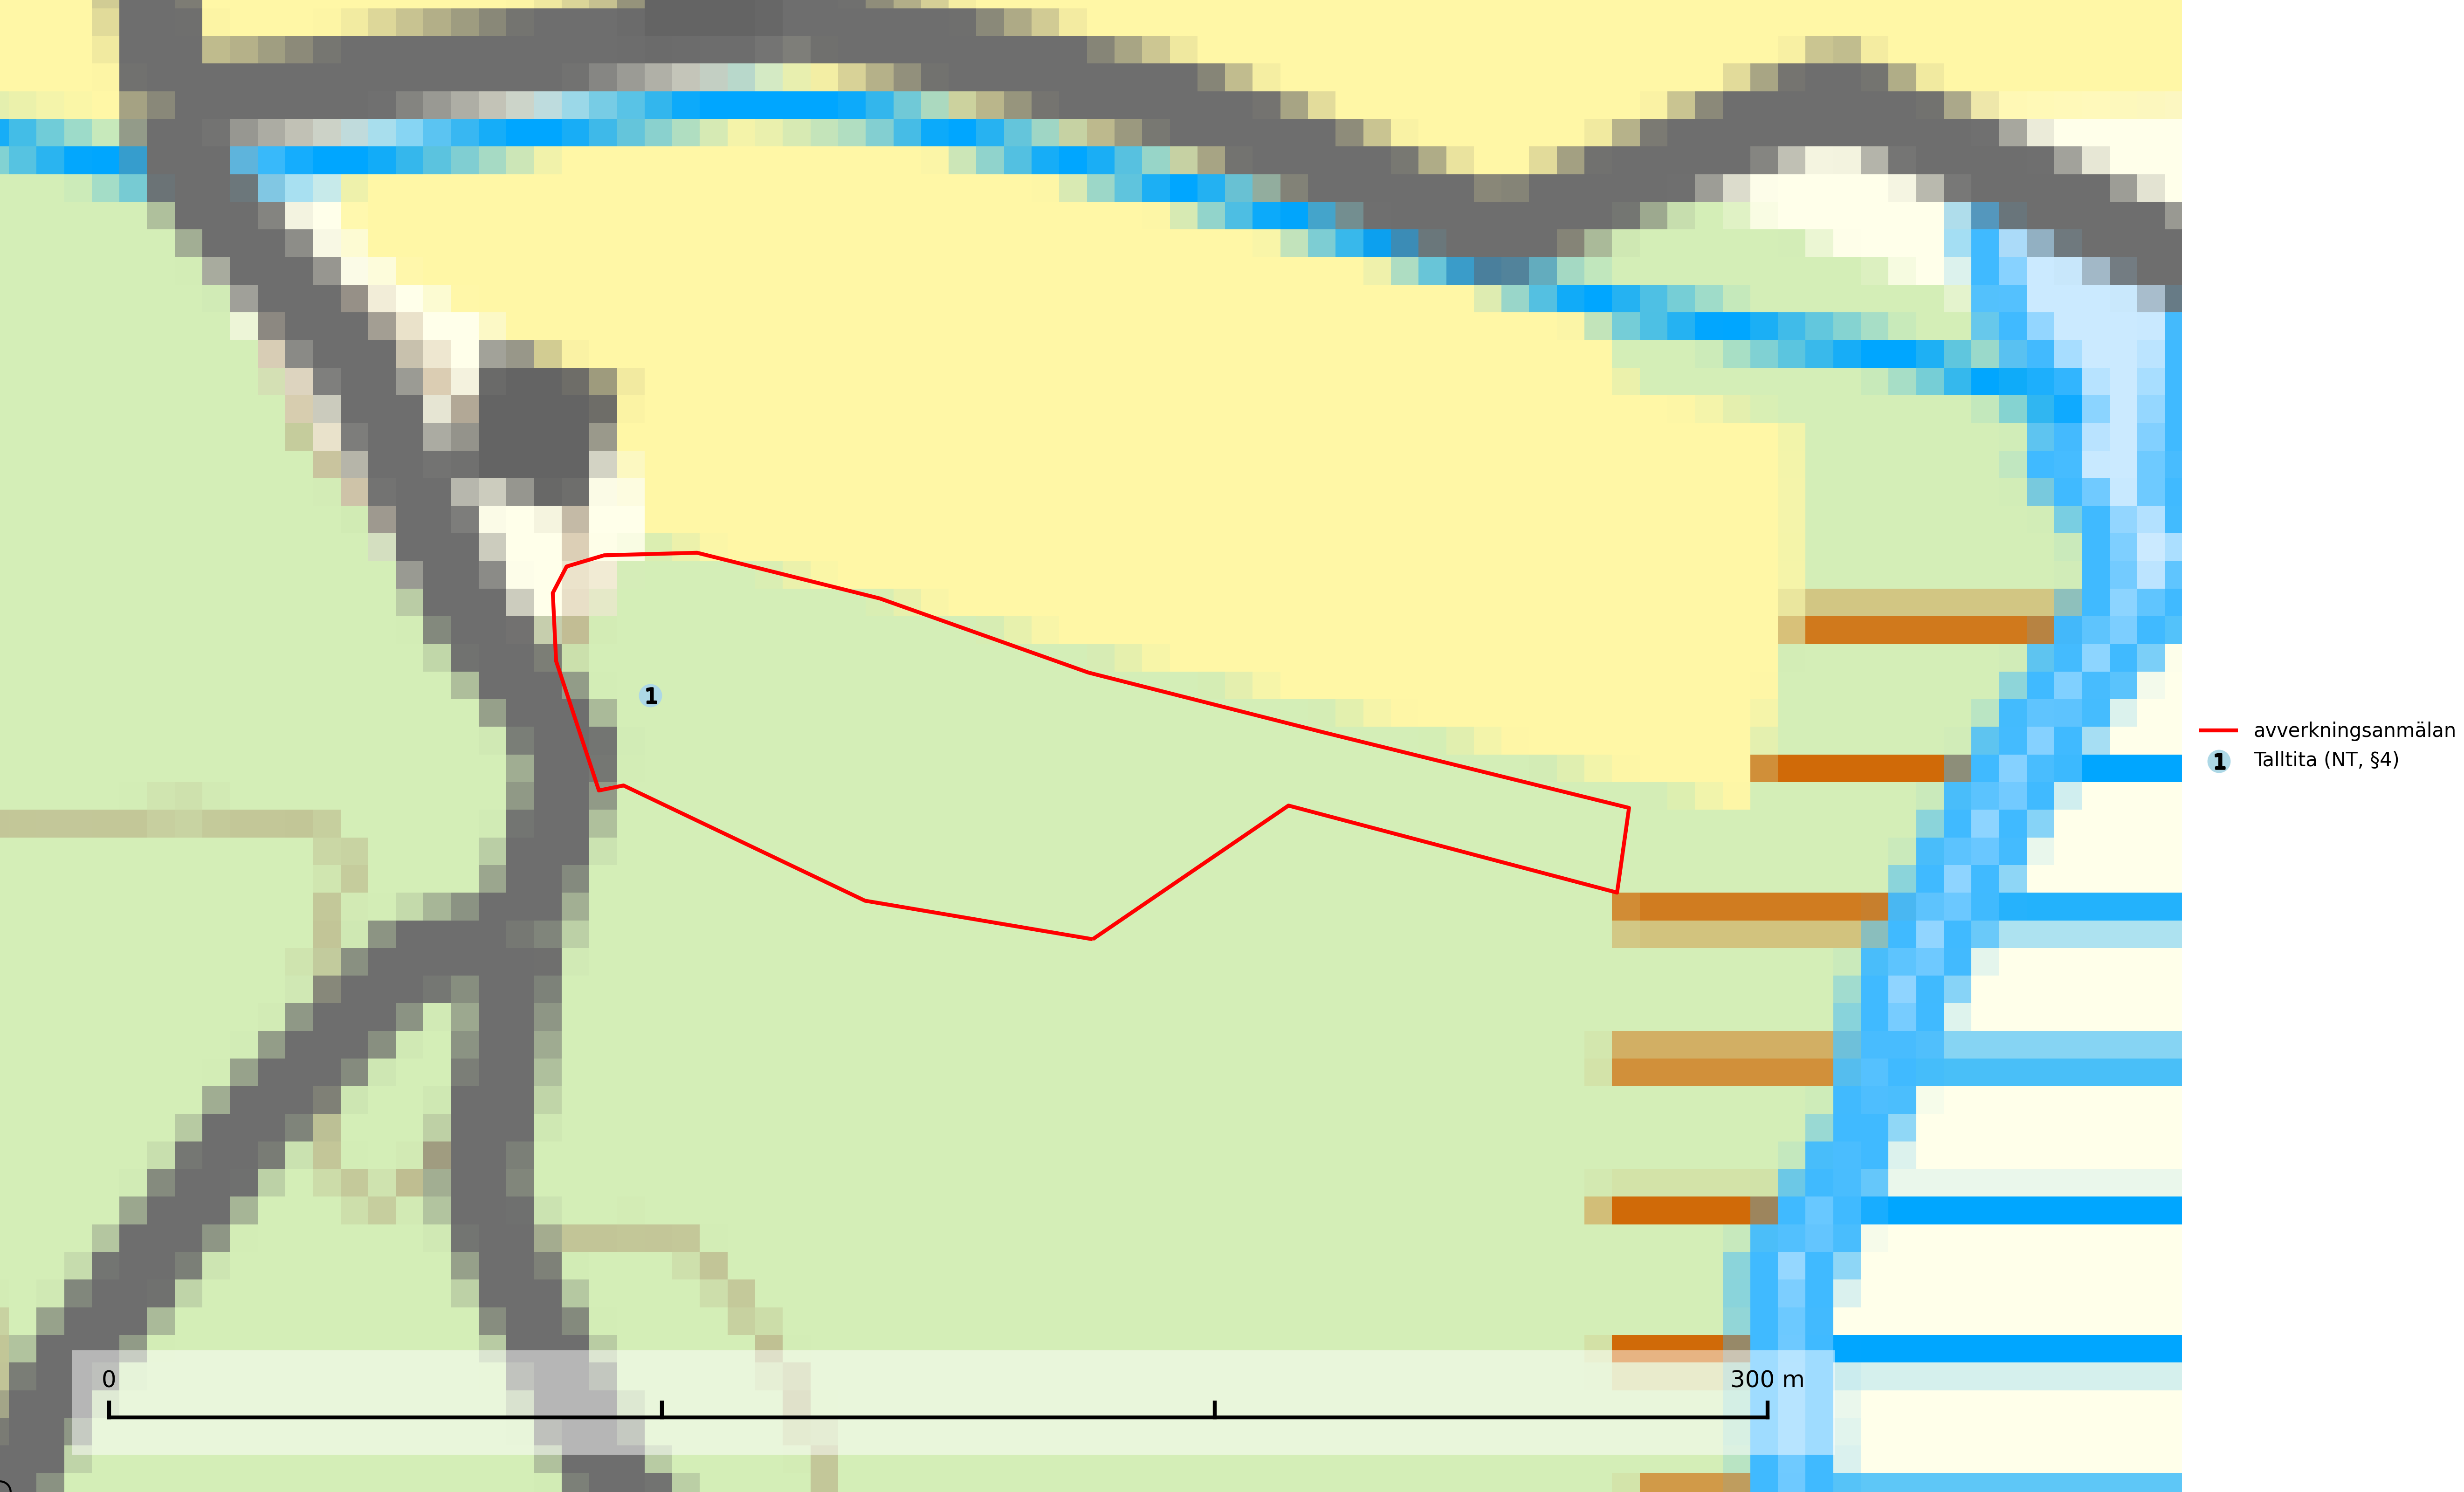 1
avverkningsanmälan
1 Talltita (NT, §4)
0 300 m